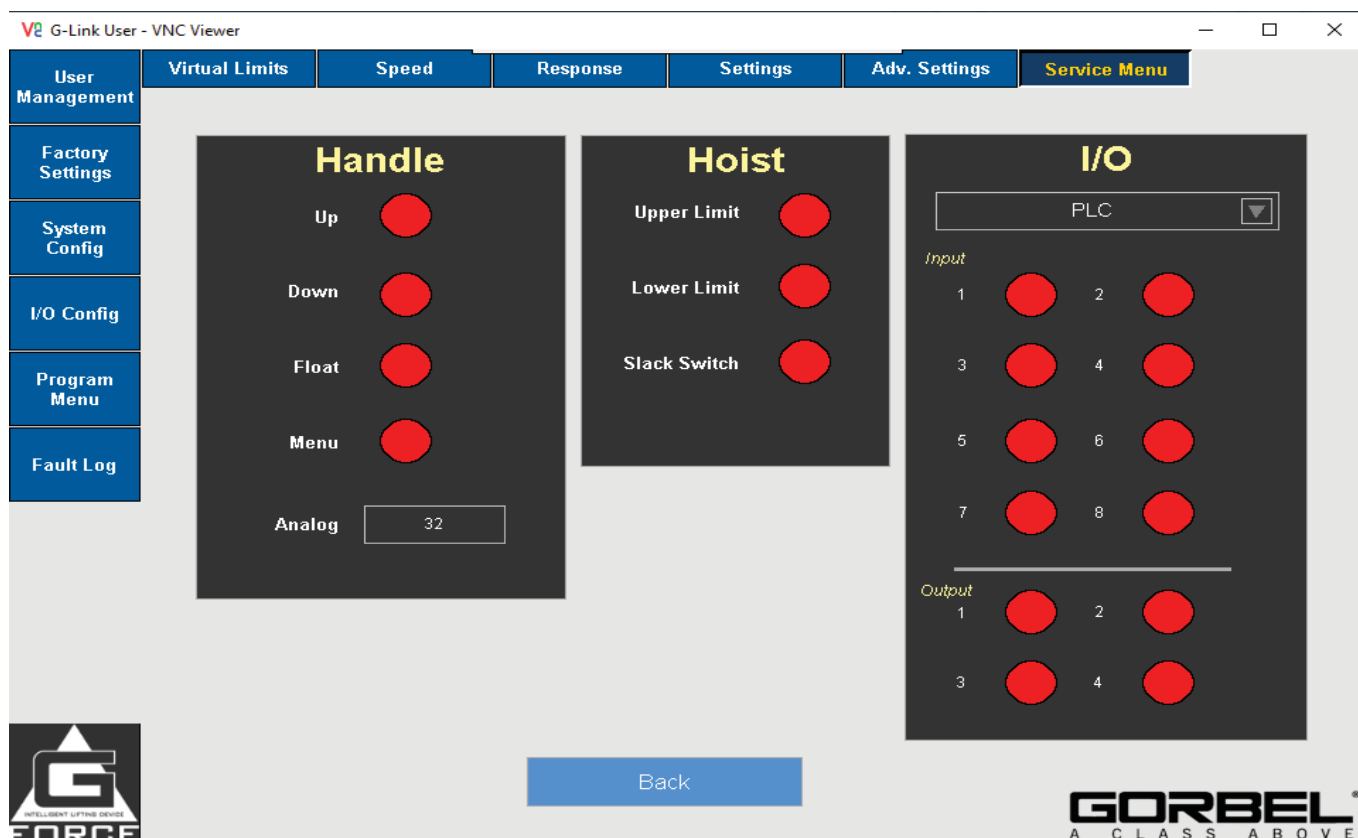 G-Link User - VNC Viewer
User
Management
Virtual Limits
Speed
Response
Settings
Adv. Settings
Service Menu
Factory
Settings
System
Config
I/O Config
Program
Menu
Fault Log
Handle
Up
Down
Float
Menu
Analog 32
Hoist
Upper Limit
Lower Limit
Slack Switch
I/O
PLC
Input
1 2
3 4
5 6
7 8
Output
1 2
3 4
Back
G
INTELLIGENT LIFTING DEVICE
FORCE
GORBEL®
A CLASS ABOVE